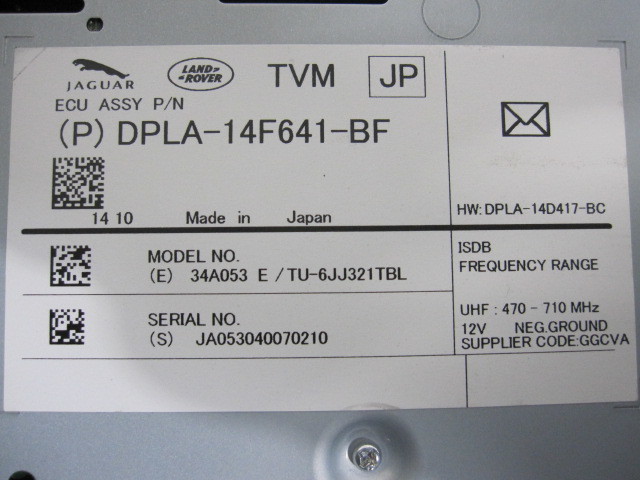 JAGUAR
LAND-
-ROVER
TVM
JP
ECU ASSY P/N
(P) DPLA-14F641-BF
14 10 Made in Japan
HW: DPLA-14D417-BC
MODEL NO.
(E) 34A053 E / TU-6JJ321TBL
ISDB
FREQUENCY RANGE
SERIAL NO.
(S) JA053040070210
UHF : 470 - 710 MHz
12V NEG.GROUND
SUPPLIER CODE:GGCVA